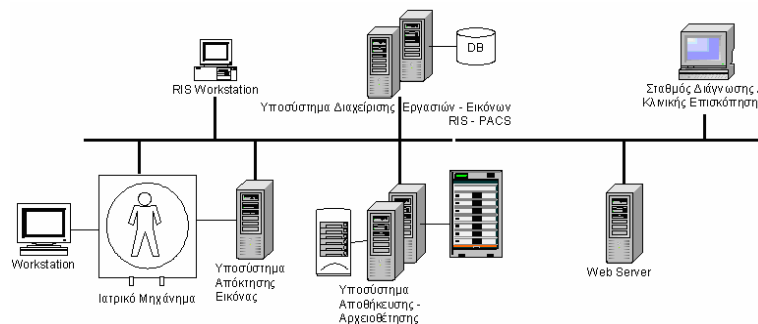 DB
RIS Workstation
Υποσύστημα Διαχείρισης Εργασιών - Εικόνων
RIS - PACS
Σταθμός Διάγνωσης /
Κλινικής Επισκόπησης
Workstation
Ιατρικό Μηχάνημα
Υποσύστημα
Απόκτησης
Εικόνας
Υποσύστημα
Αποθήκευσης -
Αρχειοθέτησης
Web Server